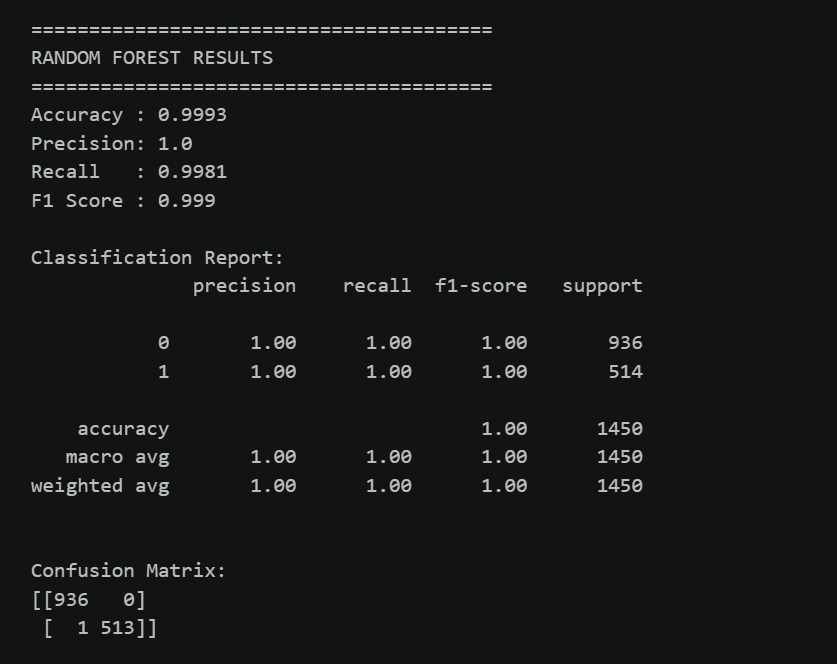 ========================================
RANDOM FOREST RESULTS
========================================
Accuracy : 0.9993
Precision: 1.0
Recall   : 0.9981
F1 Score : 0.999

Classification Report:
              precision    recall  f1-score   support

           0       1.00      1.00      1.00       936
           1       1.00      1.00      1.00       514

    accuracy                           1.00      1450
   macro avg       1.00      1.00      1.00      1450
weighted avg       1.00      1.00      1.00      1450


Confusion Matrix:
[[936   0]
 [  1 513]]